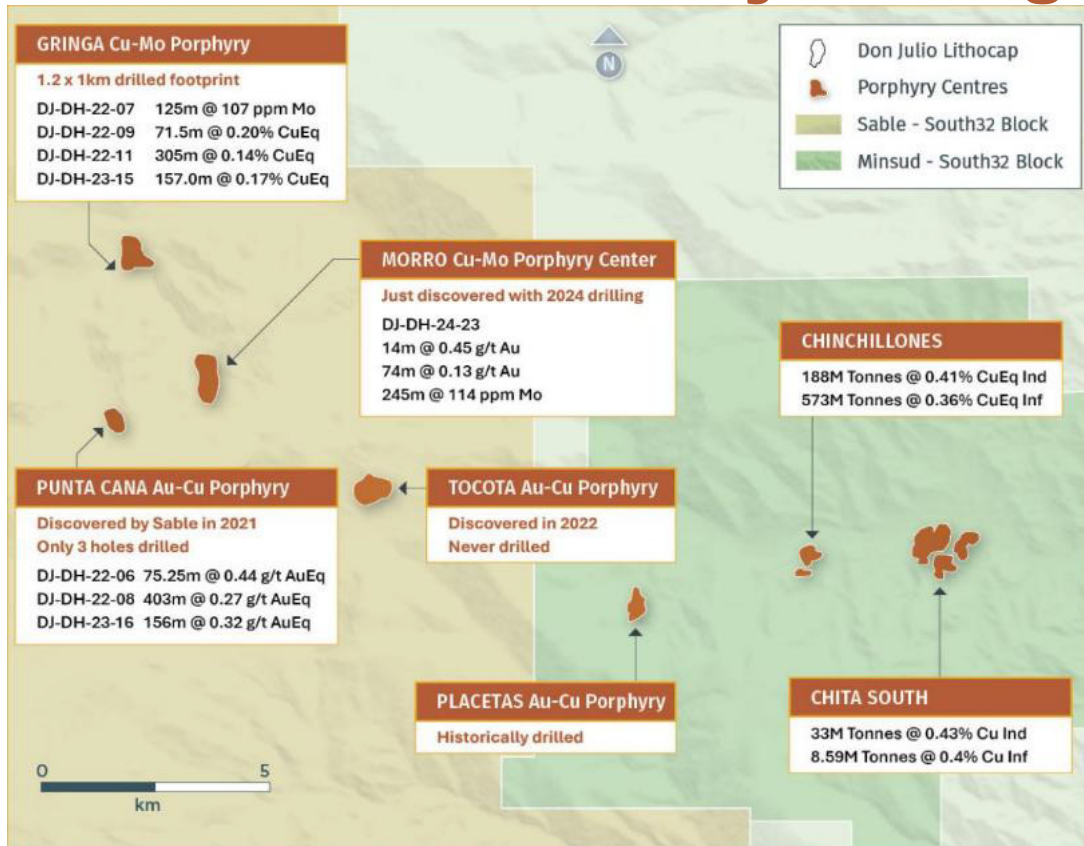 GRINGA Cu-Mo Porphyry
1.2 x 1km drilled footprint
DJ-DH-22-07 125m @ 107 ppm Mo
DJ-DH-22-09 71.5m @ 0.20% CuEq
DJ-DH-22-11 305m @ 0.14% CuEq
DJ-DH-23-15 157.0m @ 0.17% CuEq
N
Don Julio Lithocap
Porphyry Centres
Sable - South32 Block
Minsud - South32 Block
MORRO Cu-Mo Porphyry Center
Just discovered with 2024 drilling
DJ-DH-24-23
14m @ 0.45 g/t Au
74m @ 0.13 g/t Au
245m @ 114 ppm Mo
CHINCHILLONES
188M Tonnes @ 0.41% CuEq Ind
573M Tonnes @ 0.36% CuEq Inf
PUNTA CANA Au-Cu Porphyry
Discovered by Sable in 2021
Only 3 holes drilled
DJ-DH-22-06 75.25m @ 0.44 g/t AuEq
DJ-DH-22-08 403m @ 0.27 g/t AuEq
DJ-DH-23-16 156m @ 0.32 g/t AuEq
TOCOTA Au-Cu Porphyry
Discovered in 2022
Never drilled
PLACETAS Au-Cu Porphyry
Historically drilled
CHITA SOUTH
33M Tonnes @ 0.43% Cu Ind
8.59M Tonnes @ 0.4% Cu Inf
0 5
km